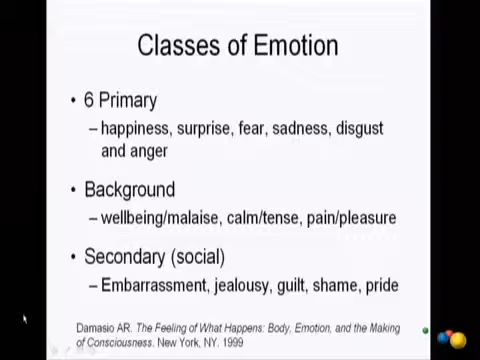 Classes of Emotion
• 6 Primary
– happiness, surprise, fear, sadness, disgust
and anger
• Background
– wellbeing/malaise, calm/tense, pain/pleasure
• Secondary (social)
– Embarrassment, jealousy, guilt, shame, pride
Damasio AR. The Feeling of What Happens: Body, Emotion, and the Making
of Consciousness. New York, NY. 1999